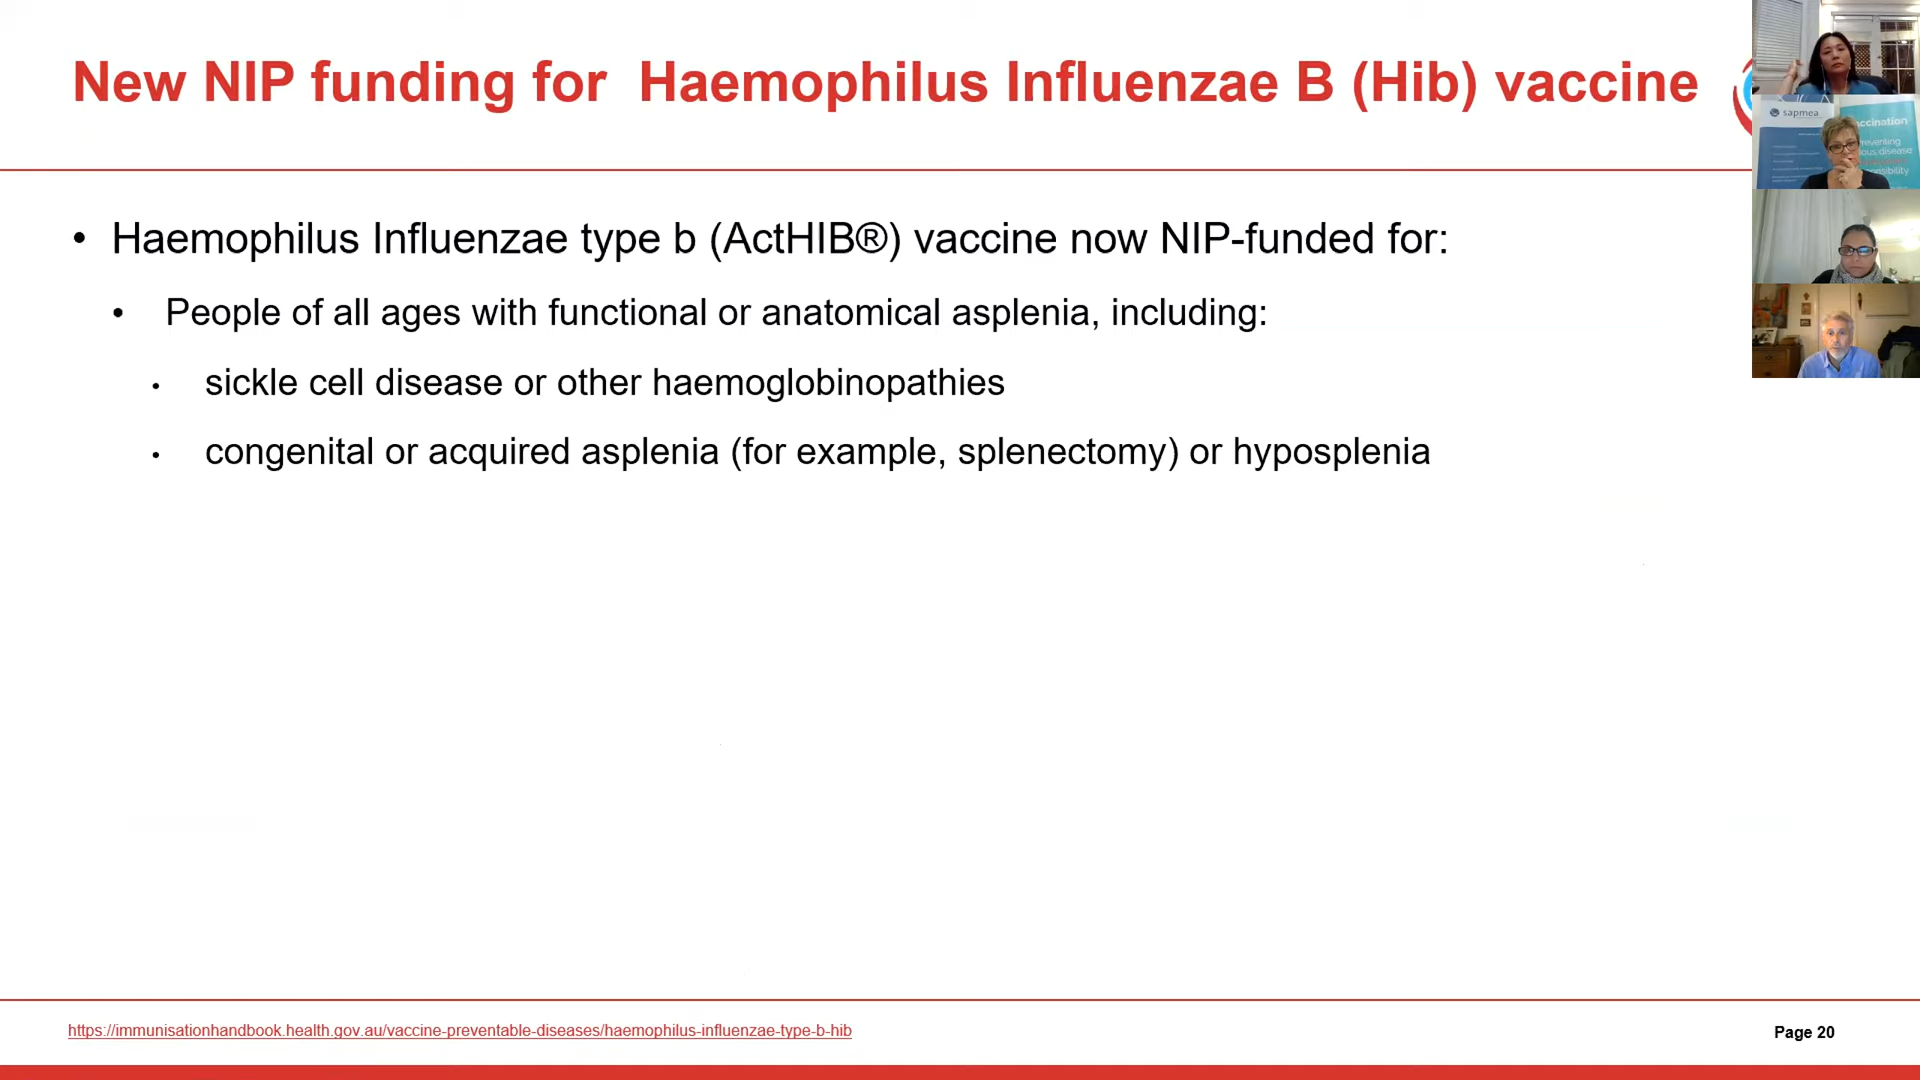 New NIP funding for Haemophilus Influenzae B (Hib) vaccine
• Haemophilus Influenzae type b (ActHIB®) vaccine now NIP-funded for:
• People of all ages with functional or anatomical asplenia, including:
• sickle cell disease or other haemoglobinopathies
• congenital or acquired asplenia (for example, splenectomy) or hyposplenia
sapmea
https://immunisationhandbook.health.gov.au/vaccine-preventable-diseases/haemophilus-influenzae-type-b-hib
Page 20